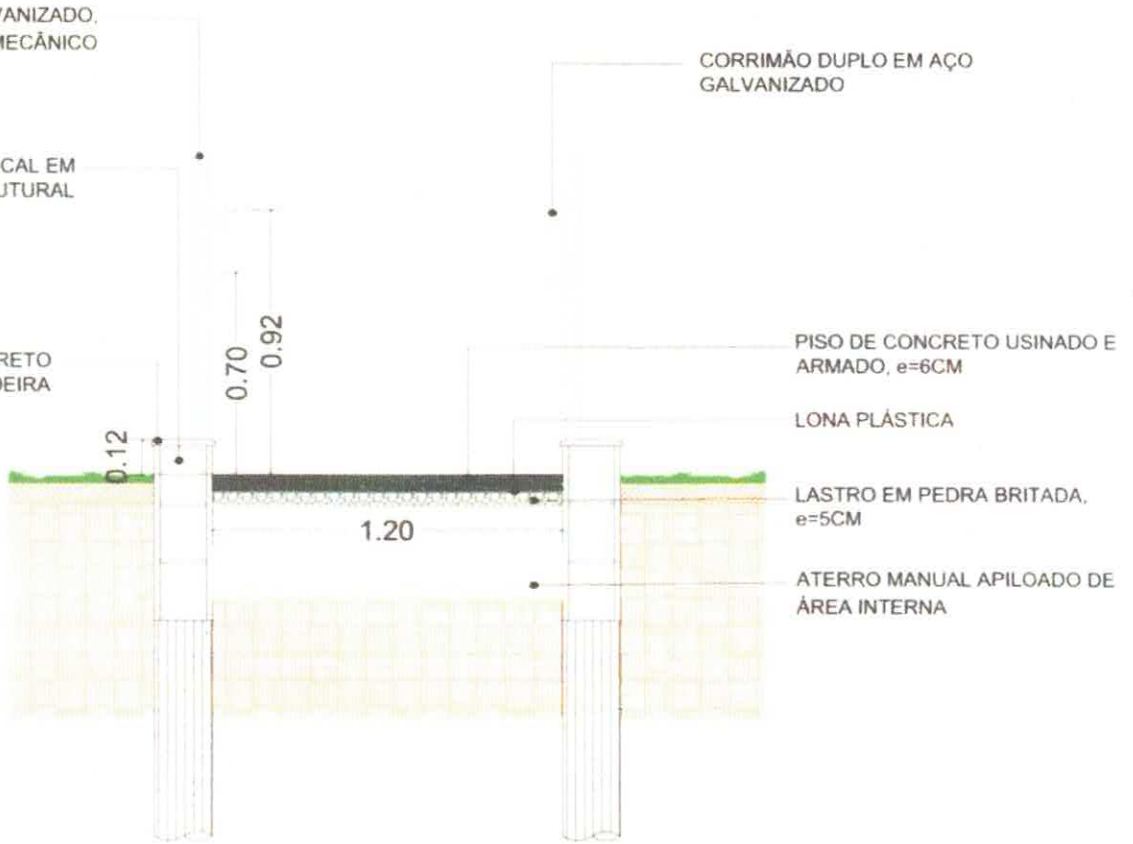 VANIZADO,
MECÂNICO
CORRIMÃO DUPLO EM AÇO
GALVANIZADO
CAL EM
UTURAL
0.70
0.92
PISO DE CONCRETO USINADO E
ARMADO, e=6CM
RETO
DEIRA
LONA PLÁSTICA
0.12
LASTRO EM PEDRA BRITADA,
e=5CM
1.20
ATERRO MANUAL APILOADO DE
ÁREA INTERNA